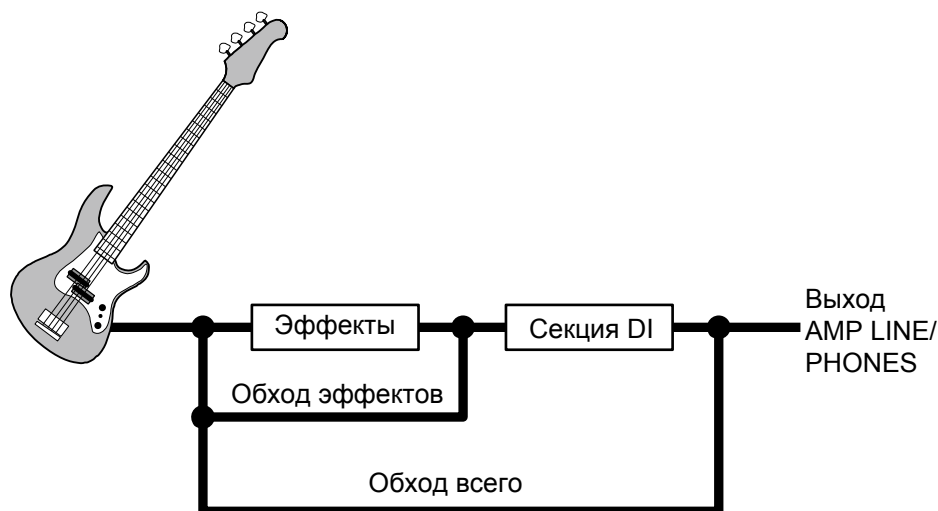 Эффекты
Секция DI
Выход
AMP LINE/
PHONES
Обход эффектов
Обход всего